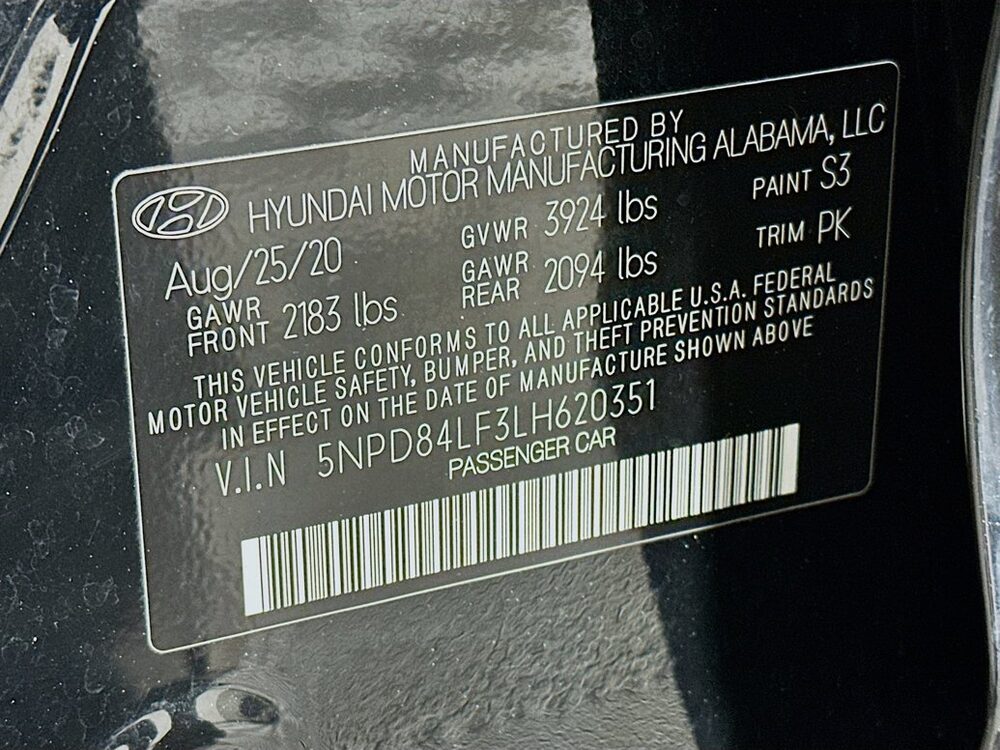 MANUFACTURED BY
HYUNDAI MOTOR MANUFACTURING ALABAMA, LLC
Aug/25/20 GVWR 3924 lbs PAINT S3
GAWR FRONT 2183 lbs GAWR REAR 2094 lbs TRIM PK
THIS VEHICLE CONFORMS TO ALL APPLICABLE U.S.A. FEDERAL
MOTOR VEHICLE SAFETY, BUMPER, AND THEFT PREVENTION STANDARDS
IN EFFECT ON THE DATE OF MANUFACTURE SHOWN ABOVE
V.I.N 5NPD84LF3LH620351
PASSENGER CAR